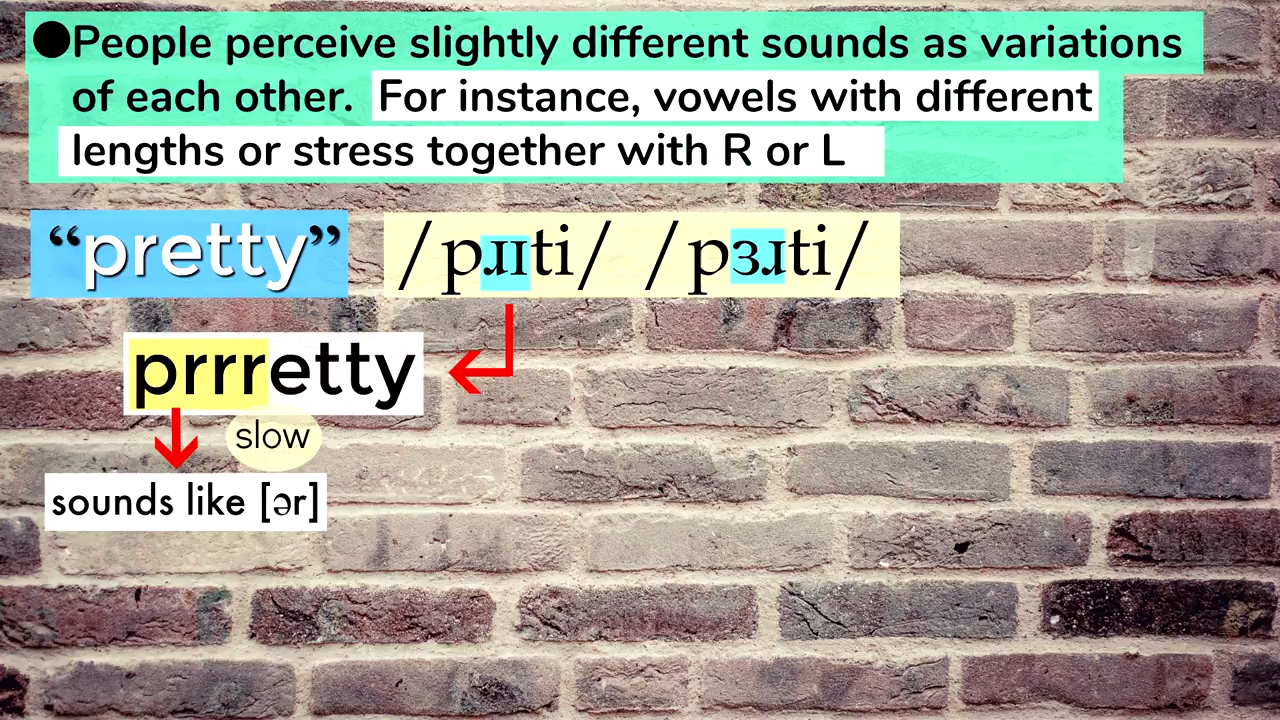 ●People perceive slightly different sounds as variations
of each other. For instance, vowels with different
lengths or stress together with R or L
“pretty” /pɹɪti/ /pɜɹti/
prrretty
slow
sounds like [ər]